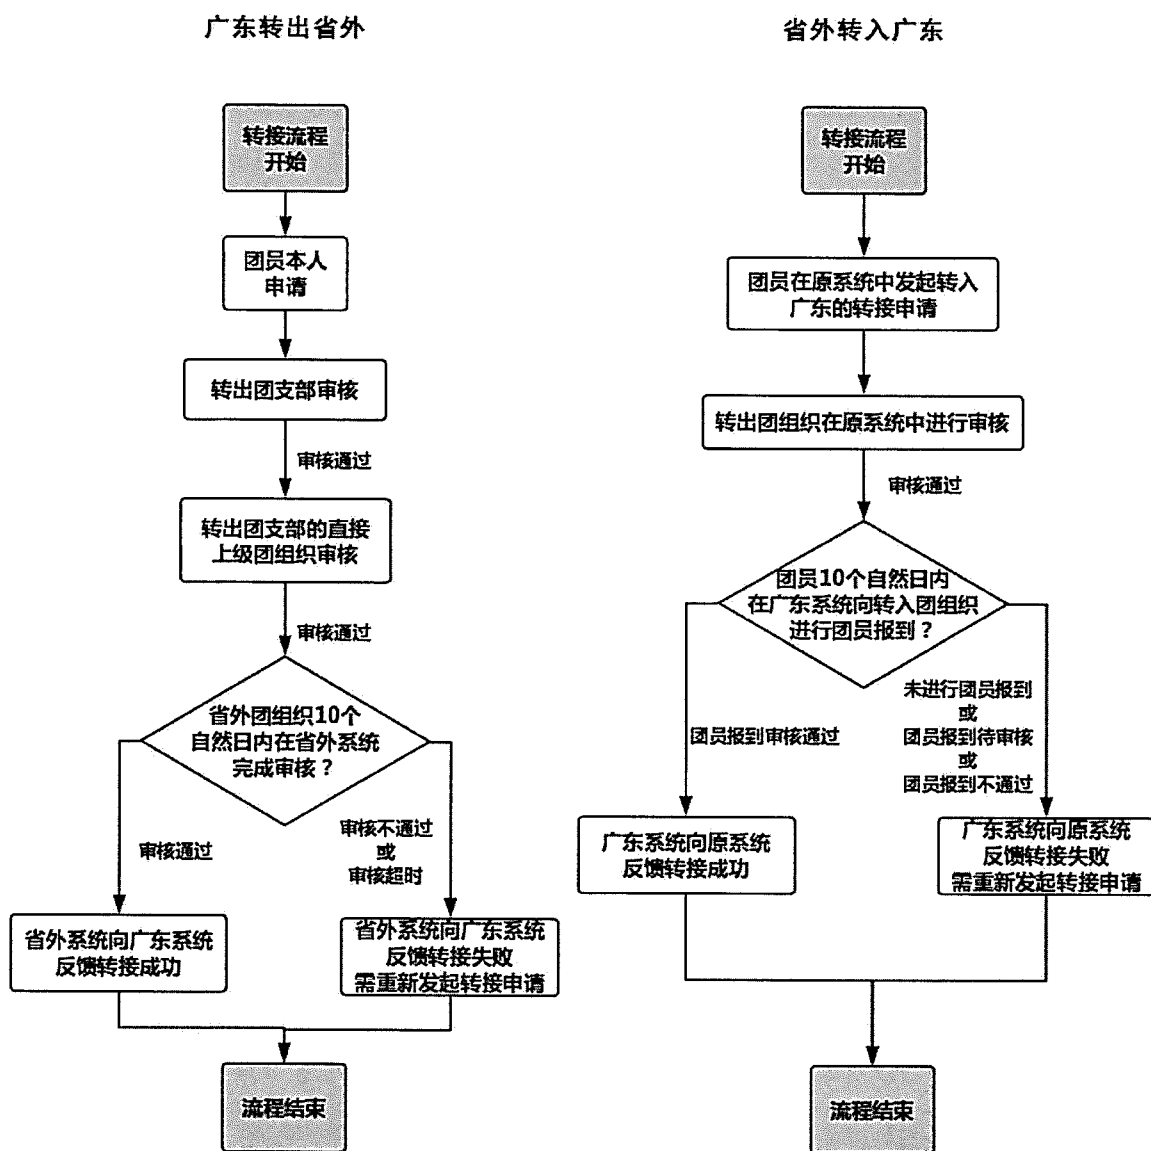 广东转出省外
转接流程
开始
团员本人
申请
转出团支部审核
审核通过
转出团支部的直接
上级团组织审核
审核通过
省外团组织10个
自然日内在省外系统
完成审核？
审核通过
审核不通过
或
审核超时
省外系统向广东系统
反馈转接成功
省外系统向广东系统
反馈转接失败
需重新发起转接申请
流程结束
省外转入广东
转接流程
开始
团员在原系统中发起转入
广东的转接申请
转出团组织在原系统中进行审核
审核通过
团员10个自然日内
在广东系统向转入团组织
进行团员报到？
团员报到审核通过
未进行团员报到
或
团员报到待审核
或
团员报到不通过
广东系统向原系统
反馈转接成功
广东系统向原系统
反馈转接失败
需重新发起转接申请
流程结束